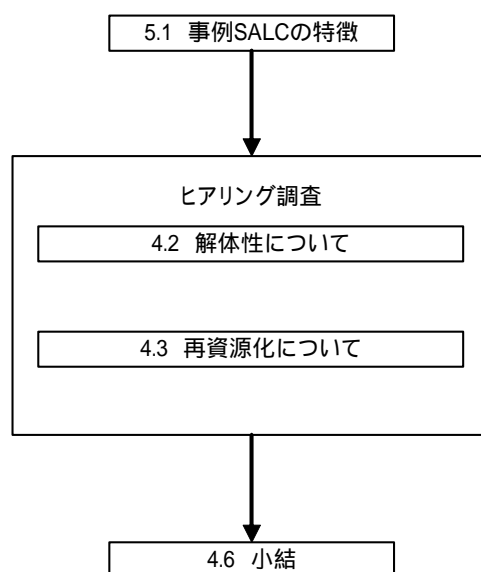 5.1 事例SALCの特徴
ヒアリング調査
4.2 解体性について
4.3 再資源化について
4.6 小結